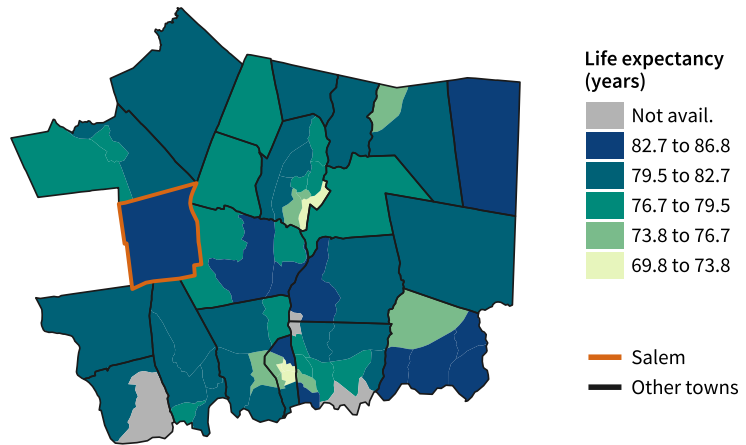 Life expectancy
(years)
Not avail.
82.7 to 86.8
79.5 to 82.7
76.7 to 79.5
73.8 to 76.7
69.8 to 73.8
Salem
Other towns